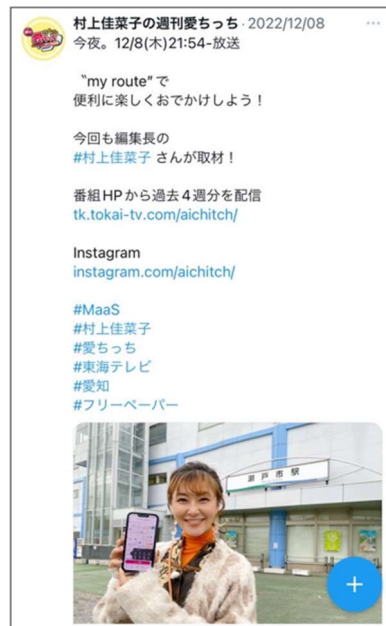 村上佳菜子の週刊愛ちっち · 2022/12/08
今夜。12/8(木)21:54-放送
〝my route” で
便利に楽しくおでかけしよう！
今回も編集長の
#村上佳菜子 さんが取材！
番組HPから過去4週分を配信
tk.tokai-tv.com/aichitch/
Instagram
instagram.com/aichitch/
#MaaS
#村上佳菜子
#愛ちっち
#東海テレビ
#愛知
#フリーペーパー
瀬戸市駅